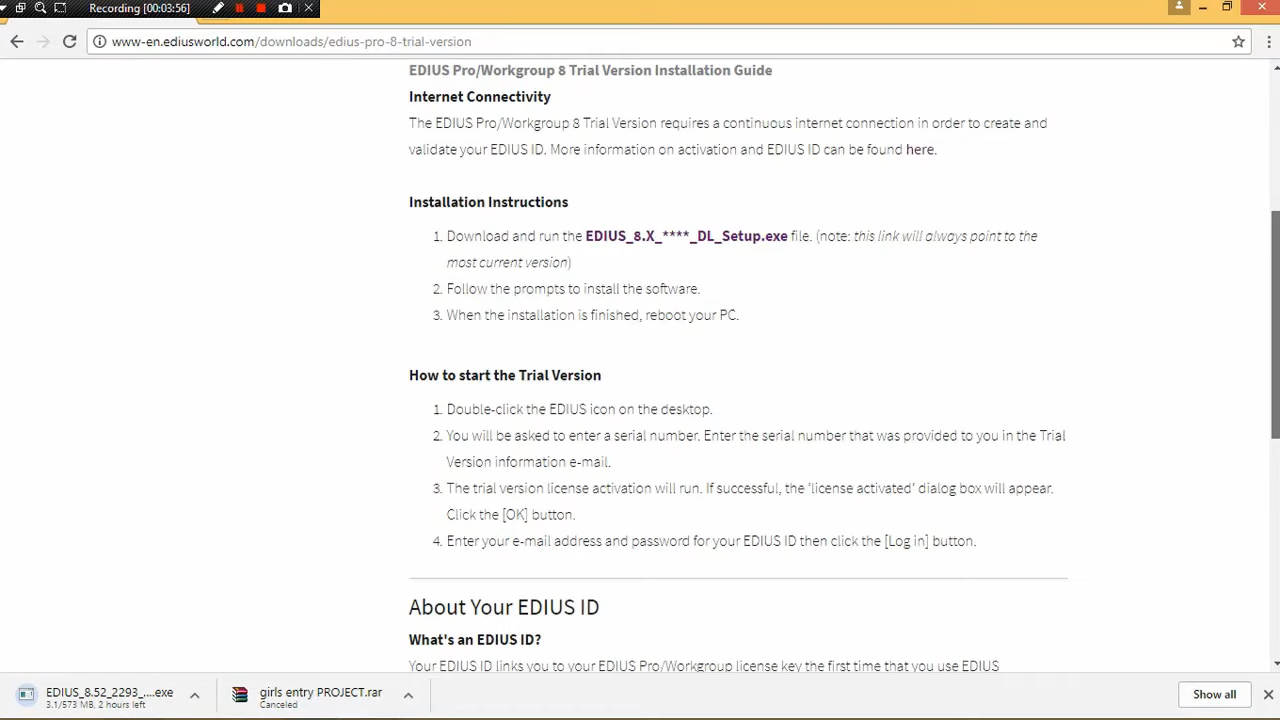 Recording [00:03:56]
www-en.ediusworld.com/downloads/edius-pro-8-trial-version
EDIUS Pro/Workgroup 8 Trial Version Installation Guide
Internet Connectivity
The EDIUS Pro/Workgroup 8 Trial Version requires a continuous internet connection in order to create and
validate your EDIUS ID. More information on activation and EDIUS ID can be found here.
Installation Instructions
1. Download and run the EDIUS_8.X_****_DL_Setup.exe file. (note: this link will always point to the
most current version)
2. Follow the prompts to install the software.
3. When the installation is finished, reboot your PC.
How to start the Trial Version
1. Double-click the EDIUS icon on the desktop.
2. You will be asked to enter a serial number. Enter the serial number that was provided to you in the Trial
Version information e-mail.
3. The trial version license activation will run. If successful, the 'license activated' dialog box will appear.
Click the [OK] button.
4. Enter your e-mail address and password for your EDIUS ID then click the [Log in] button.
About Your EDIUS ID
What's an EDIUS ID?
Your EDIUS ID links you to your EDIUS Pro/Workgroup license key the first time that you use EDIUS
EDIUS_8.52_2293_....exe
3.1/573 MB, 2 hours left
girls entry PROJECT.rar
Canceled
Show all